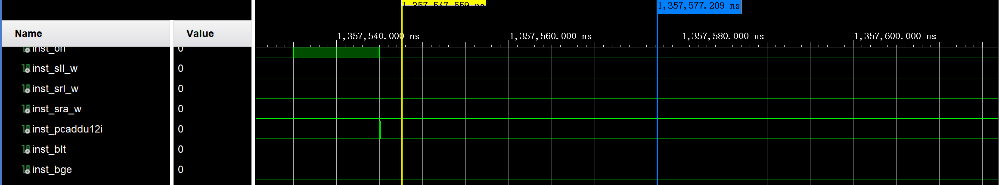 1,357,547.559 ns
1,357,577.209 ns
Name
Value
1,357,540.000 ns
1,357,560.000 ns
1,357,580.000 ns
1,357,600.000 ns
inst_ori
0
inst_sll_w
0
inst_srl_w
0
inst_sra_w
0
inst_pcaddu12i
0
inst_blt
0
inst_bge
0